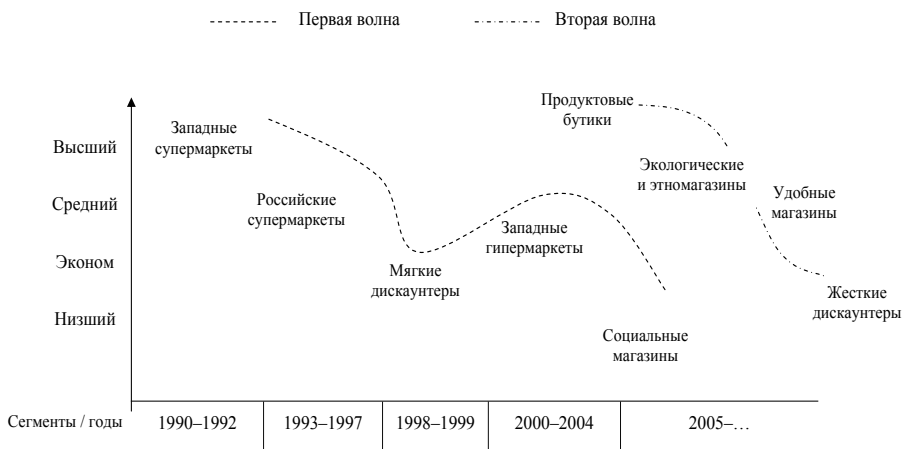 Первая волна
Вторая волна
Продуктовые
бутики
Западные
супермаркеты
Высший
Экологические
и этномагазины
Удобные
магазины
Средний
Российские
супермаркеты
Западные
гипермаркеты
Эконом
Мягкие
дискаунтеры
Жесткие
дискаунтеры
Низший
Социальные
магазины
Сегменты / годы
1990–1992
1993–1997
1998–1999
2000–2004
2005–…